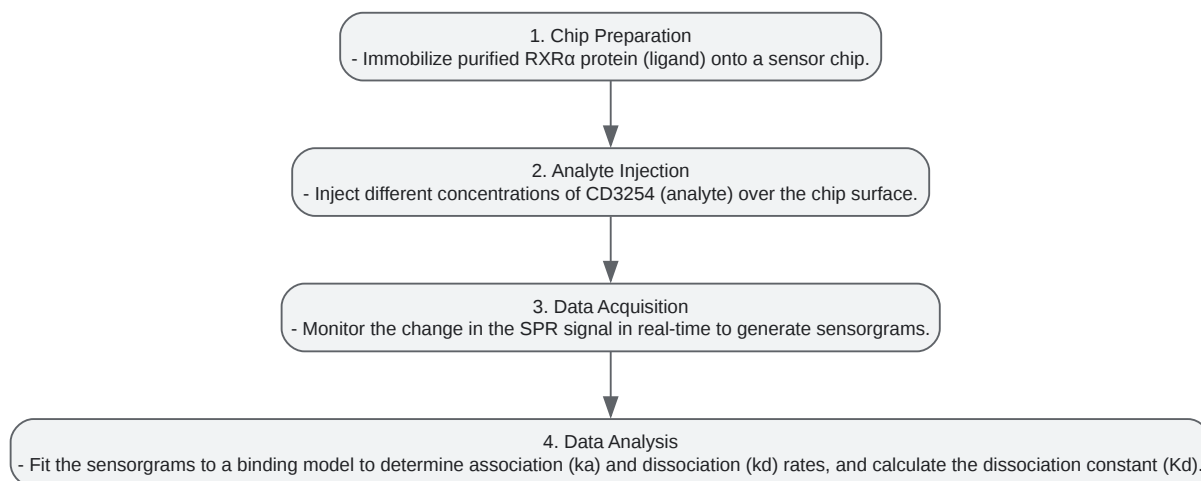 1. Chip Preparation
- Immobilize purified RXRα protein (ligand) onto a sensor chip.
2. Analyte Injection
- Inject different concentrations of CD3254 (analyte) over the chip surface.
3. Data Acquisition
- Monitor the change in the SPR signal in real-time to generate sensorgrams.
4. Data Analysis
- Fit the sensorgrams to a binding model to determine association (ka) and dissociation (kd) rates, and calculate the dissociation constant (Kd).